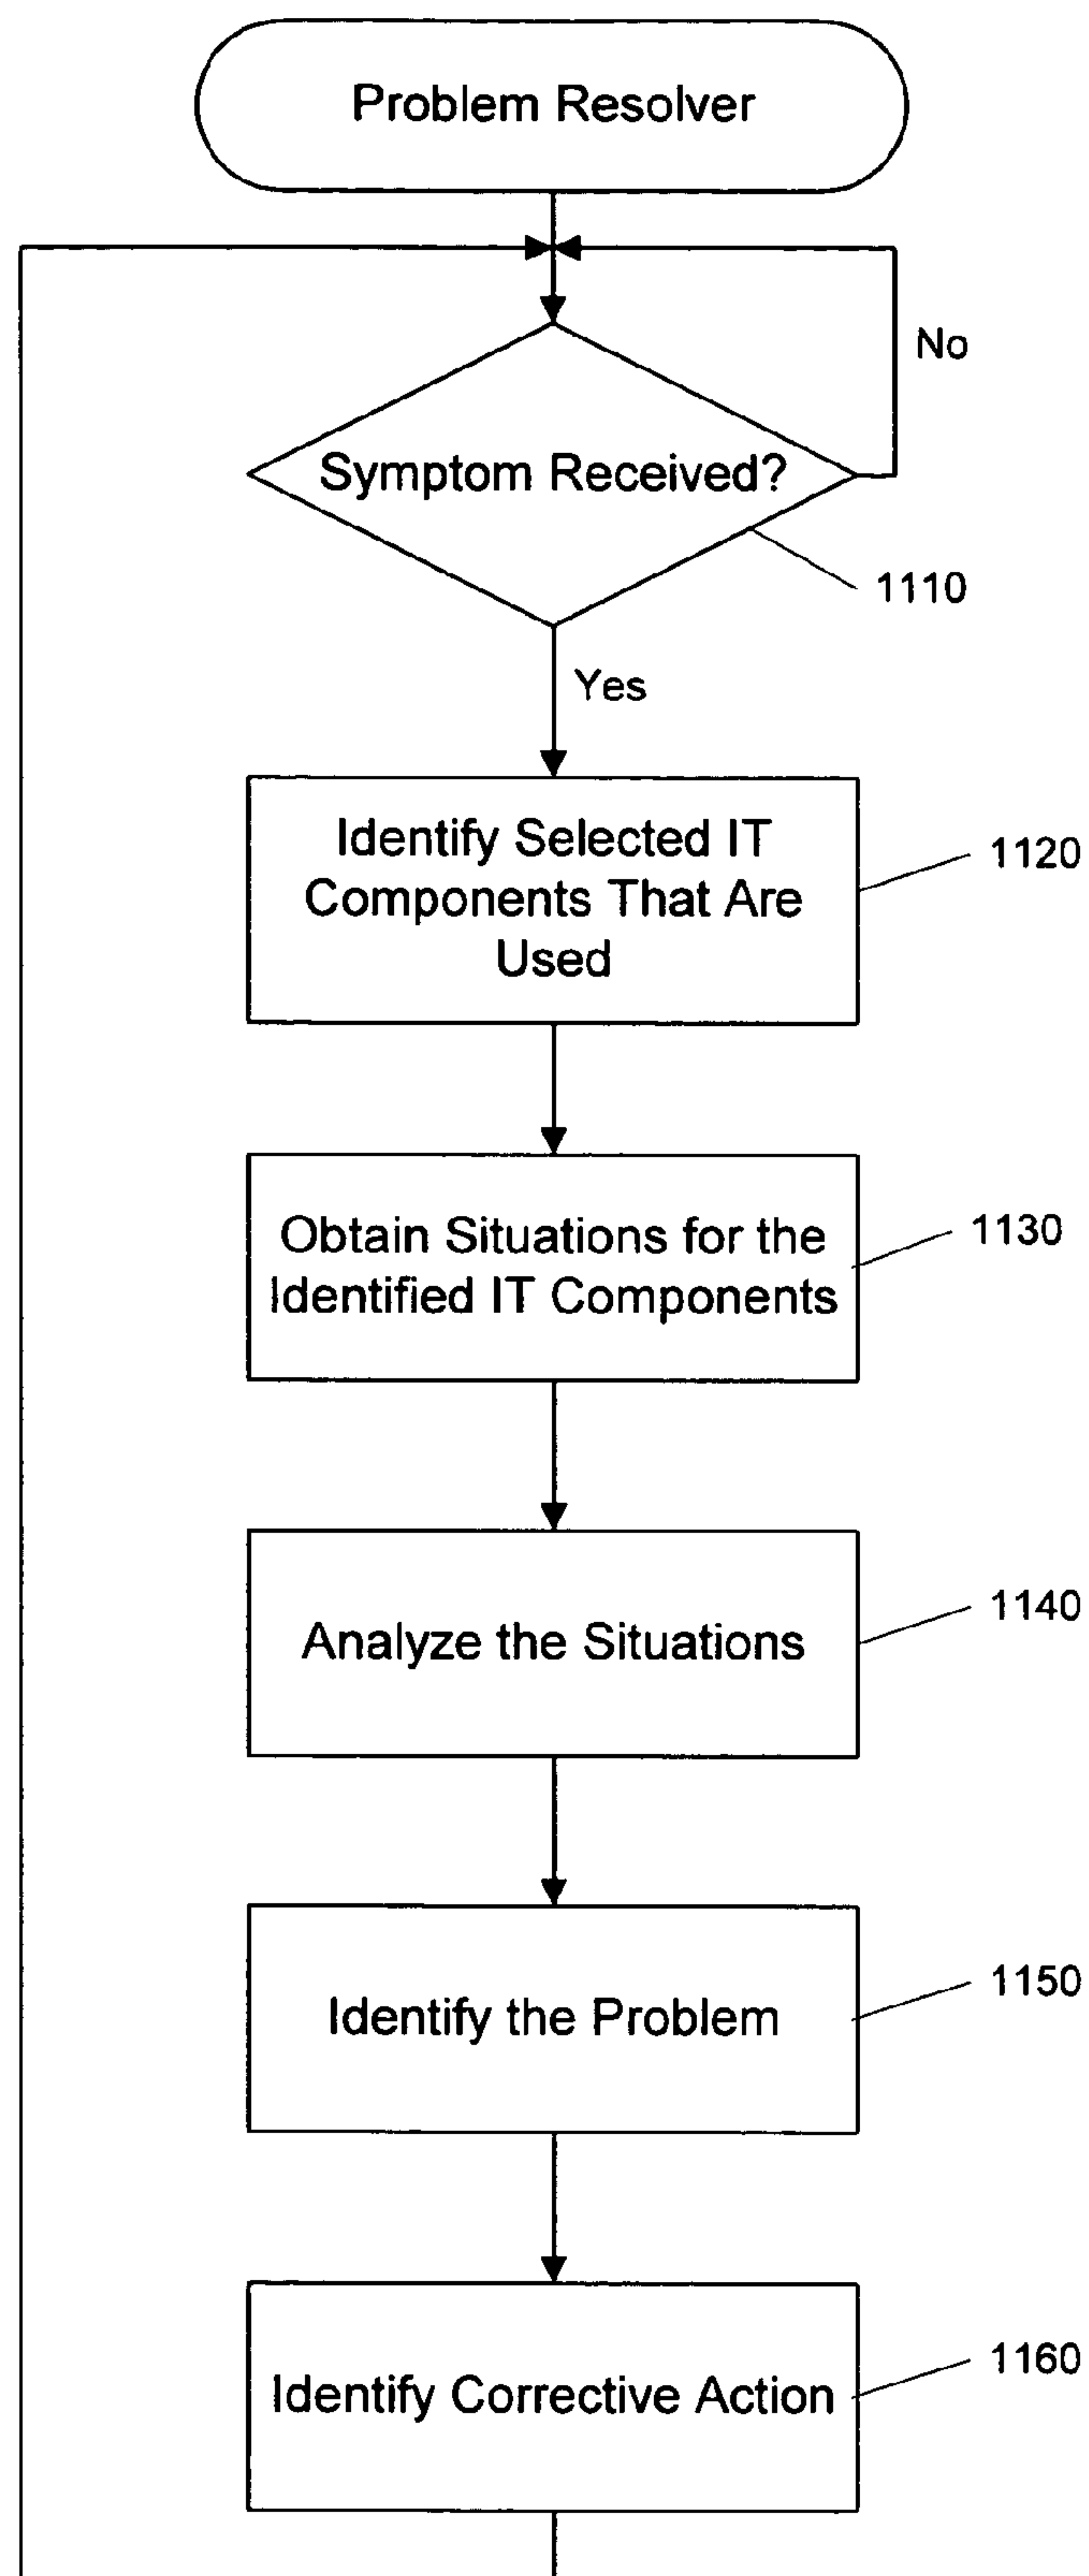 Problem Resolver
No
Symptom Received?
1110
Yes
Identify Selected IT
Components That Are
Used
1120
Obtain Situations for the
Identified IT Components
1130
Analyze the Situations
1140
Identify the Problem
1150
Identify Corrective Action
1160